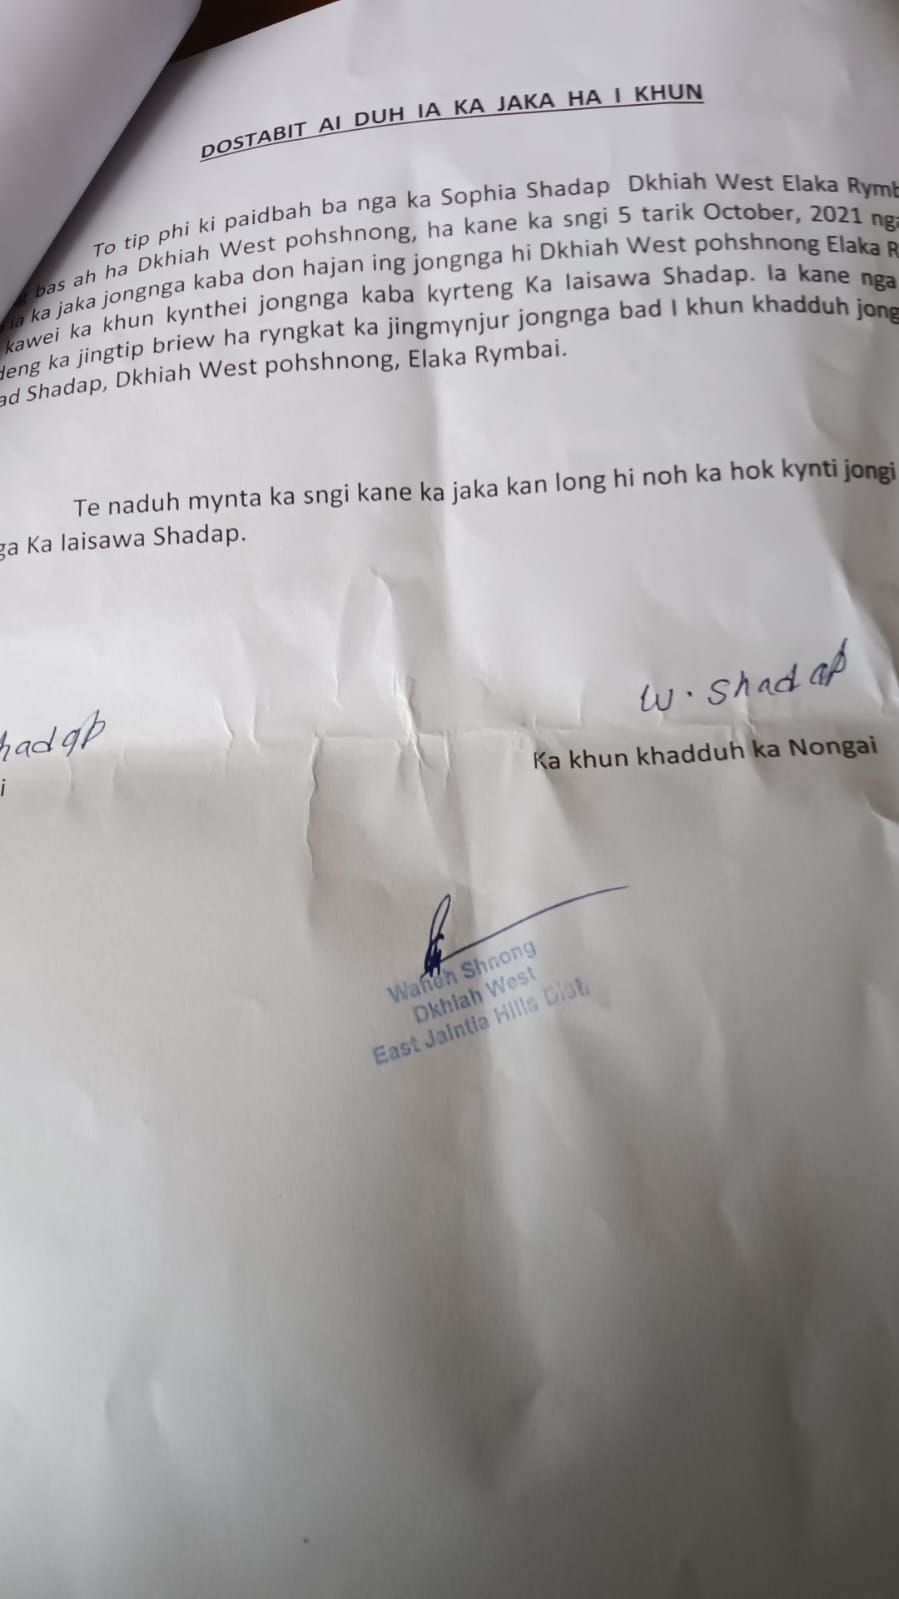 DOSTABIT AI DUH IA KA JAKA HA I KHUN
To tip phi ki paidbah ba nga ka Sophia Shadap Dkhiah West Elaka Rymb
bas ah ha Dkhiah West pohshnong, ha kane ka sngi 5 tarik October, 2021 nga
ia ka jaka jongnga kaba don hajan ing jongnga hi Dkhiah West pohshnong Elaka R
kawei ka khun kynthei jongnga kaba kyrteng Ka Iaisawa Shadap. Ia kane nga
deng ka jingtip briew ha ryngkat ka jingmynjur jongnga bad I khun khadduh jong
ad Shadap, Dkhiah West pohshnong, Elaka Rymbai.
Te naduh mynta ka sngi kane ka jaka kan long hi noh ka hok kynti jongi
ga Ka Iaisawa Shadap.
W. Shadap
hadap
Ka khun khadduh ka Nongai
i
Waheh Shnong
Dkhiah West
East Jaintia Hills Dist.